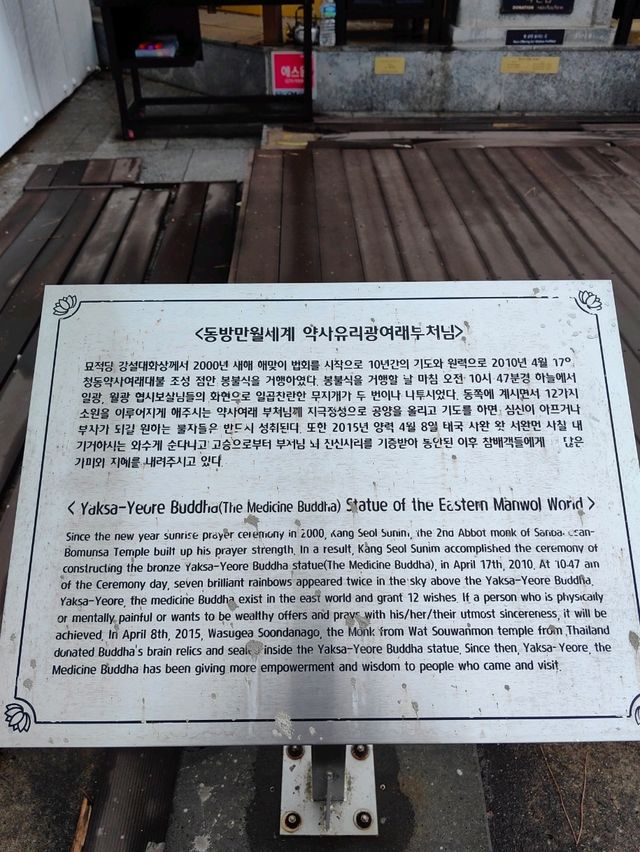 DONATION
에스원
<동방만월세계 약사유리광여래부처님>
묘적당 강설대화상께서 2000년 새해 해맞이 법회를 시작으로 10년간의 기도와 원력으로 2010년 4월 17
청동약사여래대불 조성 점안 봉불식을 거행하였다. 봉불식을 거행할 날 마침 오전 10시 47분경 하늘에서
일광, 월광 협시보살님들의 화현으로 일곱찬란한 무지개가 두 번이나 나투시었다. 동쪽에 계시면서 12가지
소원을 이루어지게 해주시는 약사여래 부처님께 지극정성으로 공양을 올리고 기도를 하면, 심신이 아프거나
부자가 되길 원하는 불자들은 반드시 성취된다. 또한 2015년 양력 4월 8일 태국 사완 왓 서완먼 사찰 내
기거하시는 와수게 순다나고 고승으로부터 부처님 뇌 진신사리를 기증받아 봉안된 이후 참배객들에게 많은
가피와 지혜를 내려주시고 있다.
< Yaksa-Yeore Buddha(The Medicine Buddha) Statue of the Eastern Manwol World >
Since the new year sunrise prayer ceremony in 2000, Kang Seol Sunim, the 2nd Abbot monk of
Bomunsa Temple built up his prayer strength. In a result, Kang Seol Sunim accomplished the ceremony of
constructing the bronze Yaksa-Yeore Buddha statue(The Medicine Buddha), in April 17th, 2010. At 10:47 am
of the Ceremony day, seven brilliant rainbows appeared twice in the sky above the Yaksa-Yeore Buddha.
Yaksa-Yeore, the medicine Buddha exist in the east world and grant 12 wishes. If a person who is physically
or mentally painful or wants to be wealthy offers and prays with his/her/their utmost sincereness, it will be
achieved. In April 8th, 2015, Wasugea Soondanago, the Monk from Wat Souwanmon temple from Thailand
donated Buddha's brain relics and sealed inside the Yaksa-Yeore Buddha statue. Since then, Yaksa-Yeore, the
Medicine Buddha has been giving more empowerment and wisdom to people who came and visit.